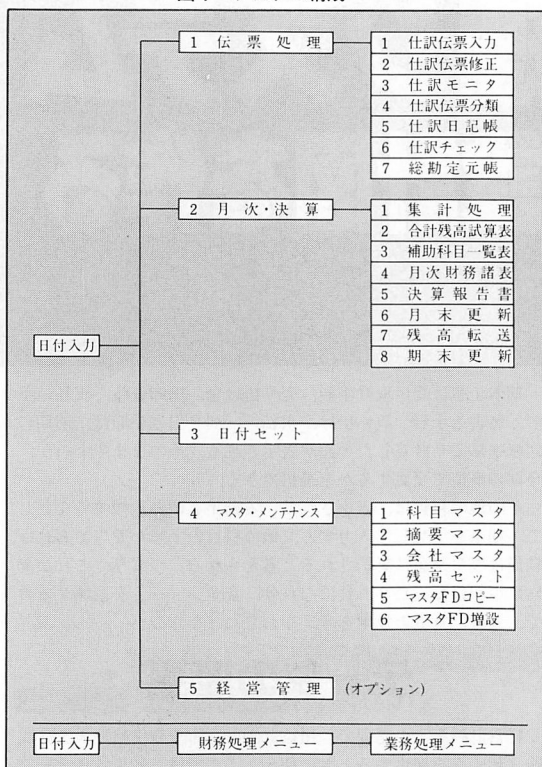 1 伝票処理
1 仕訳伝票入力
2 仕訳伝票修正
3 仕訳モニタ
4 仕訳伝票分類
5 仕訳日記帳
6 仕訳チェック
7 総勘定元帳
2 月次・決算
1 集計処理
2 合計残高試算表
3 補助科目一覧表
4 月次財務諸表
5 決算報告書
6 月末更新
7 残高転送
8 期末更新
日付入力
3 日付セット
4 マスタ・メンテナンス
1 科目マスタ
2 摘要マスタ
3 会社マスタ
4 残高セット
5 マスタFDコピー
6 マスタFD増設
5 経営管理 (オプション)
日付入力 財務処理メニュー 業務処理メニュー